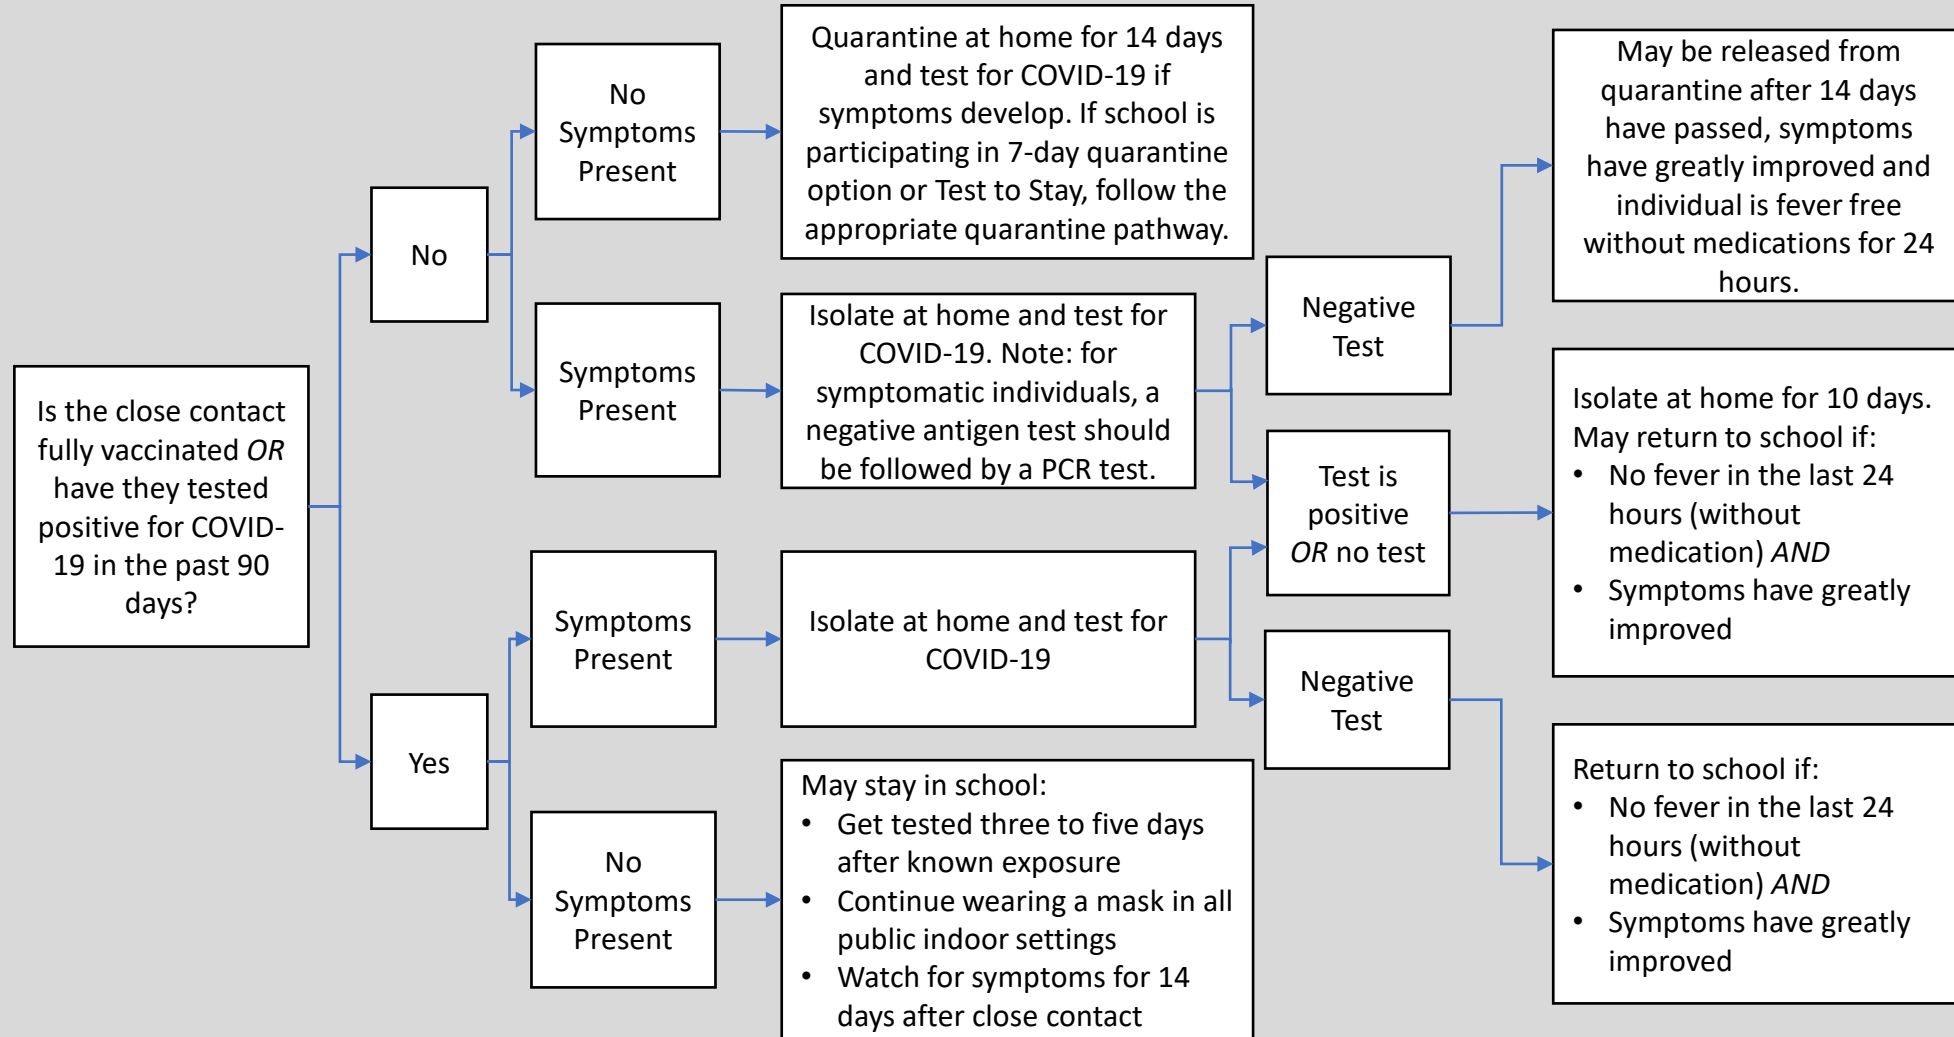 Is the close contact
fully vaccinated OR
have they tested
positive for COVID-
19 in the past 90
days?
No
Yes
No
Symptoms
Present
Symptoms
Present
Symptoms
Present
No
Symptoms
Present
Quarantine at home for 14 days
and test for COVID-19 if
symptoms develop. If school is
participating in 7-day quarantine
option or Test to Stay, follow the
appropriate quarantine pathway.
Isolate at home and test for
COVID-19. Note: for
symptomatic individuals, a
negative antigen test should
be followed by a PCR test.
Isolate at home and test for
COVID-19
May stay in school:
• Get tested three to five days
after known exposure
• Continue wearing a mask in all
public indoor settings
• Watch for symptoms for 14
days after close contact
Negative
Test
Test is
positive
OR no test
Negative
Test
May be released from
quarantine after 14 days
have passed, symptoms
have greatly improved and
individual is fever free
without medications for 24
hours.
Isolate at home for 10 days.
May return to school if:
• No fever in the last 24
hours (without
medication) AND
• Symptoms have greatly
improved
Return to school if:
• No fever in the last 24
hours (without
medication) AND
• Symptoms have greatly
improved